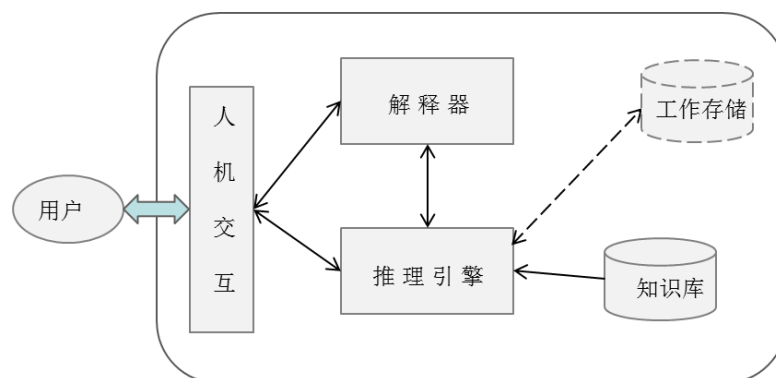 用户
人机交互
解释器
推理引擎
工作存储
知识库